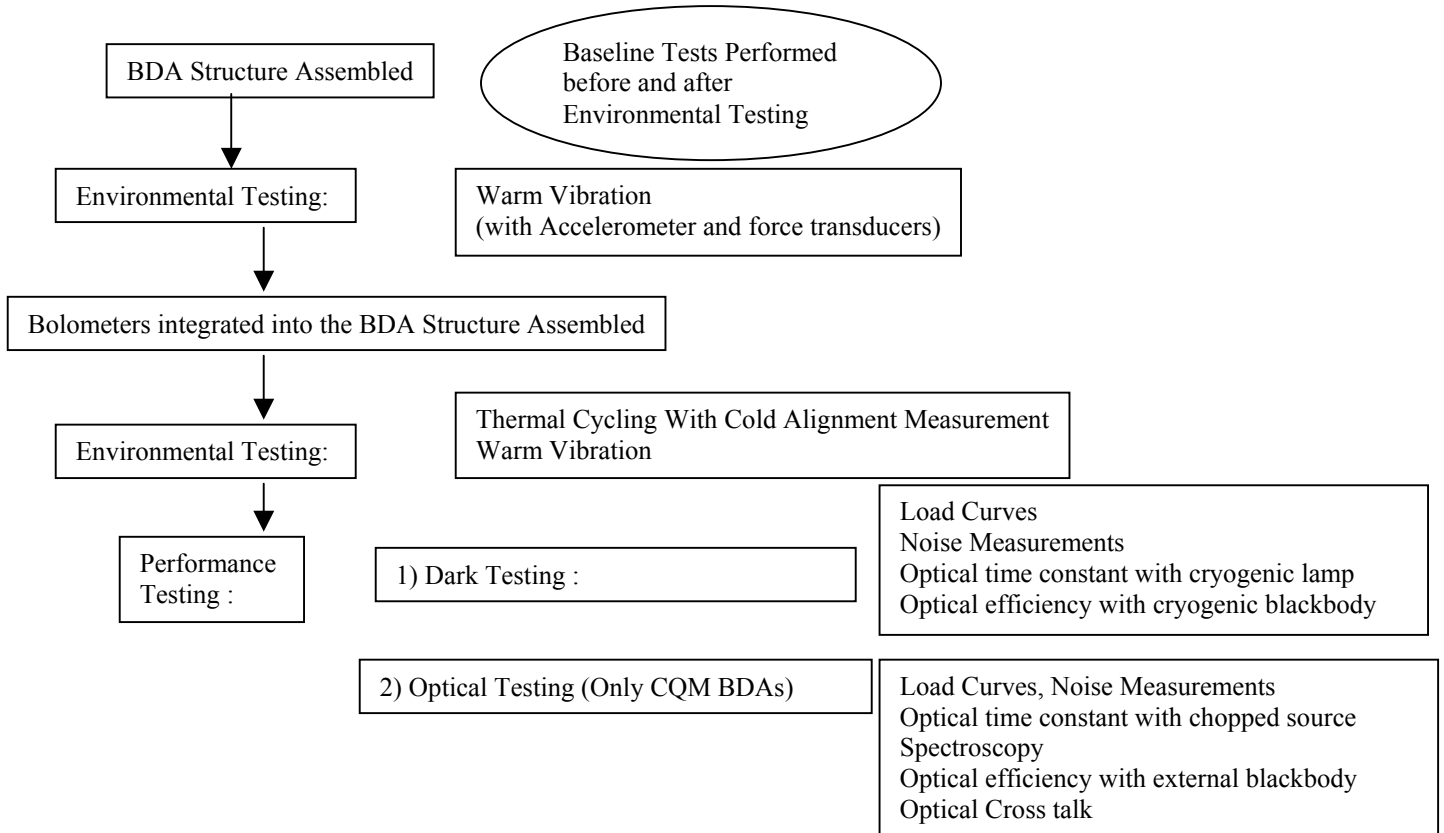 BDA Structure Assembled
Baseline Tests Performed
before and after
Environmental Testing
Environmental Testing:
Warm Vibration
(with Accelerometer and force transducers)
Bolometers integrated into the BDA Structure Assembled
Environmental Testing:
Thermal Cycling With Cold Alignment Measurement
Warm Vibration
Performance
Testing :
1) Dark Testing :
Load Curves
Noise Measurements
Optical time constant with cryogenic lamp
Optical efficiency with cryogenic blackbody
2) Optical Testing (Only CQM BDAs)
Load Curves, Noise Measurements
Optical time constant with chopped source
Spectroscopy
Optical efficiency with external blackbody
Optical Cross talk